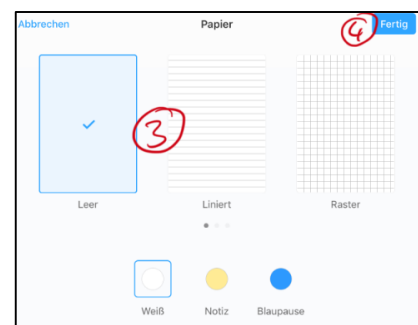 Abbrechen Papier ④ Fertig
③
Leer Liniert Raster
Weiß Notiz Blaupause